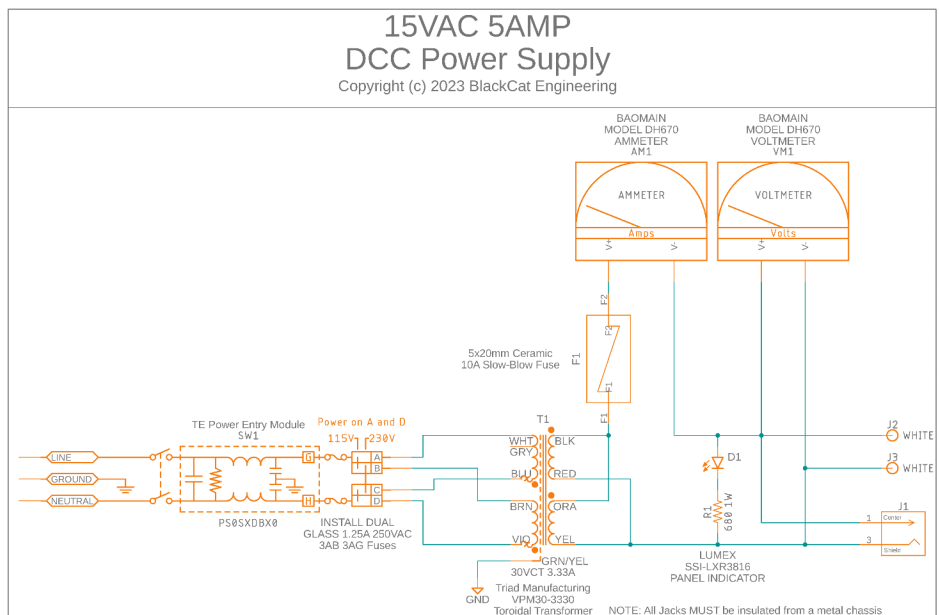 15VAC 5AMP
DCC Power Supply
Copyright (c) 2023 BlackCat Engineering
BAOMAIN
MODEL DH670
AMMETER
AM1
BAOMAIN
MODEL DH670
VOLTMETER
VM1
AMMETER
VOLTMETER
Amps
Volts
V+
V-
V+
V-
F2
F2
5x20mm Ceramic
10A Slow-Blow Fuse
F1
F1
F1
TE Power Entry Module
SW1
Power on A and D
115V
230V
T1
LINE
GROUND
NEUTRAL
G
H
A
B
C
D
PS0SXDBX0
INSTALL DUAL
GLASS 1.25A 250VAC
3AB 3AG Fuses
WHT
GRY
BLU
BRN
VIO
BLK
RED
ORA
YEL
GRN/YEL
30VCT 3.33A
GND
Triad Manufacturing
VPM30-3330
Toroidal Transformer
D1
R1
680 1W
LUMEX
SSI-LXR3816
PANEL INDICATOR
J2
WHITE
J3
WHITE
J1
1
Center
3
Shield
NOTE: All Jacks MUST be insulated from a metal chassis